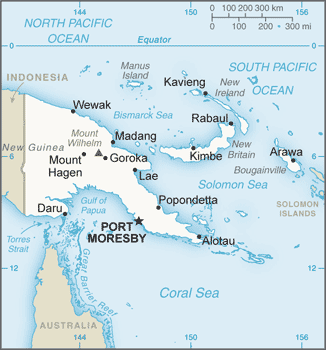 144
150
156
NORTH PACIFIC
OCEAN
0 100 200 300 km
0 100 200 300 mi
0
Equator
0
Manus
Island
Kavieng
New
Ireland
SOUTH PACIFIC
OCEAN
INDONESIA
Wewak
Bismarck Sea
Rabaul
Mount
Wilhelm
Madang
New Guinea
New
Britain
Arawa
6
Mount
Hagen
Goroka
Kimbe
Bougainville
6
Lae
Solomon Sea
Daru
Gulf of
Papua
Popondetta
SOLOMON
ISLANDS
PORT
MORESBY
Torres
Strait
Alotau
12
Great Barrier Reef
12
Coral Sea
AUSTRALIA
144
150
156